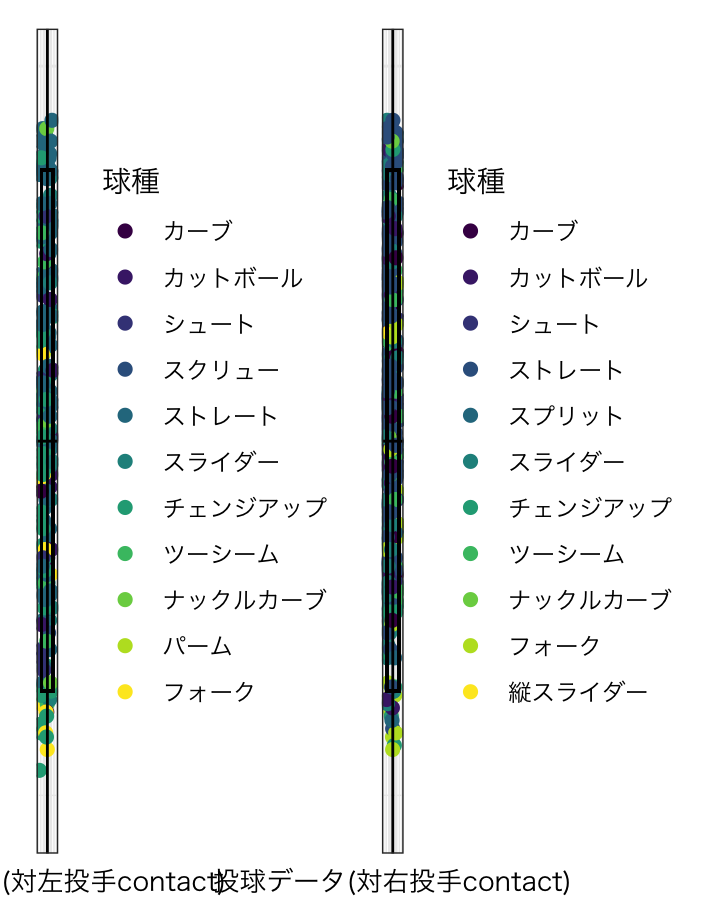 球種
カーブ
カットボール
シュート
スクリュー
ストレート
スライダー
チェンジアップ
ツーシーム
ナックルカーブ
パーム
フォーク
球種
カーブ
カットボール
シュート
ストレート
スプリット
スライダー
チェンジアップ
ツーシーム
ナックルカーブ
フォーク
縦スライダー
(対左投手contact)
投球データ(対右投手contact)